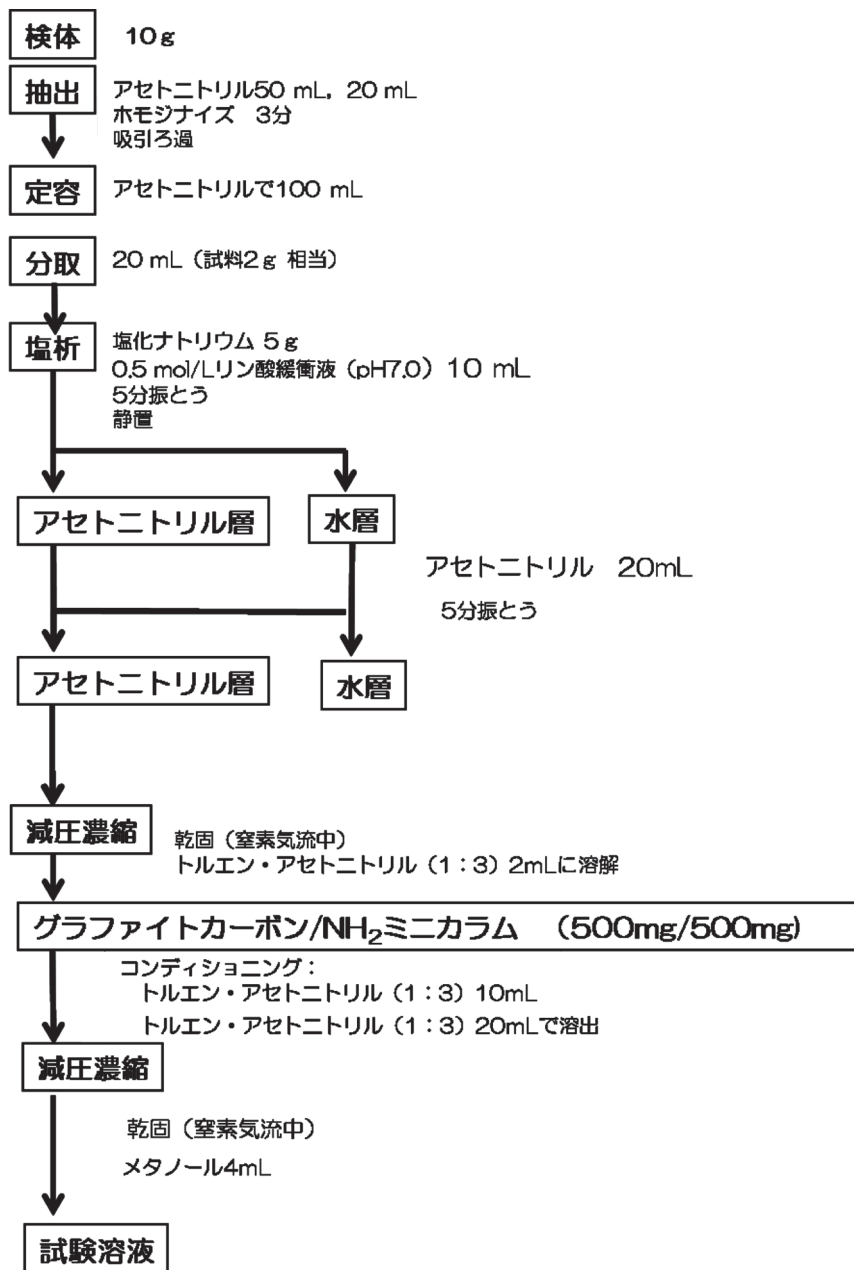 検体 10g
抽出 アセトニトリル50 mL，20 mL
ホモジナイズ 3分
吸引ろ過
定容 アセトニトリルで100 mL
分取 20 mL（試料2g 相当）
塩析 塩化ナトリウム 5g
0.5 mol/Lリン酸緩衝液（pH7.0）10 mL
5分振とう
静置
アセトニトリル層 水層
アセトニトリル 20mL
5分振とう
アセトニトリル層 水層
減圧濃縮
乾固（窒素気流中）
トルエン・アセトニトリル（1：3）2mLに溶解
グラファイトカーボン/NH₂ミニカラム （500mg/500mg)
コンディショニング：
トルエン・アセトニトリル（1：3）10mL
トルエン・アセトニトリル（1：3）20mLで溶出
減圧濃縮
乾固（窒素気流中）
メタノール4mL
試験溶液